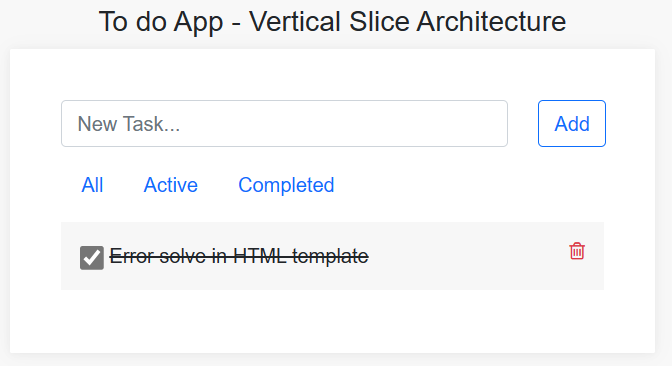 To do App - Vertical Slice Architecture
New Task...
Add
All Active Completed
Error solve in HTML template